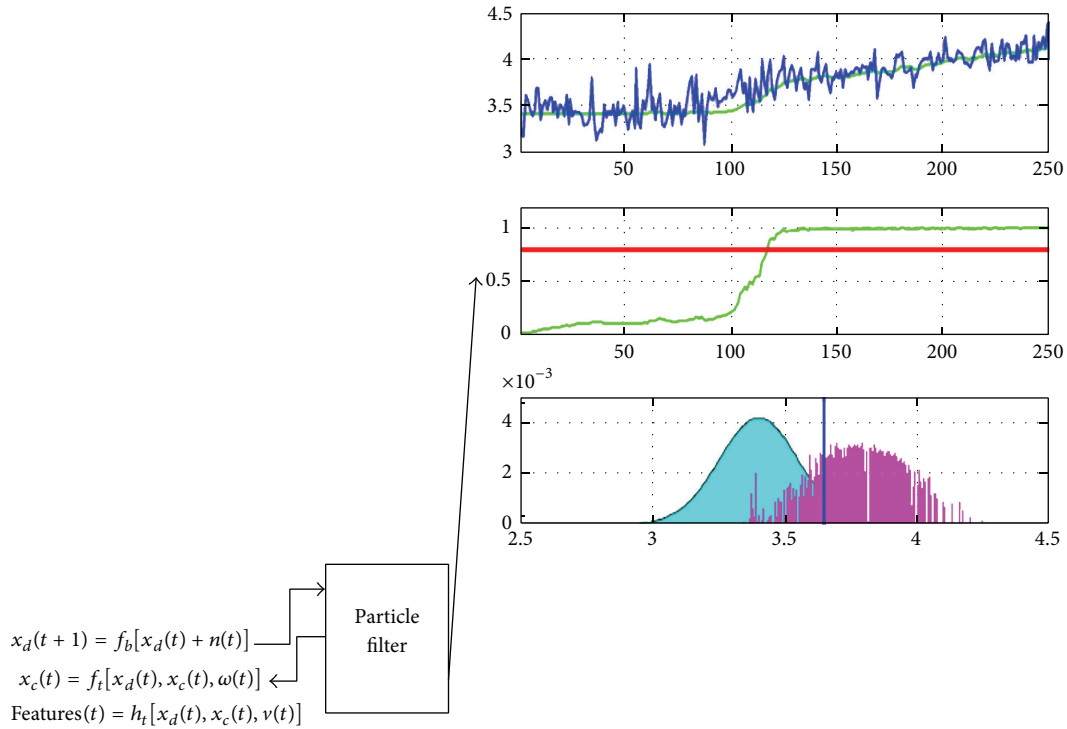 4.5
4
3.5
3
50 100 150 200 250
1
0.5
0
50 100 150 200 250
×10⁻³
4
2
0
2.5 3 3.5 4 4.5
Particle
filter
x_d(t + 1) = f_b[x_d(t) + n(t)]
x_c(t) = f_t[x_d(t), x_c(t), ω(t)]
Features(t) = h_t[x_d(t), x_c(t), v(t)]